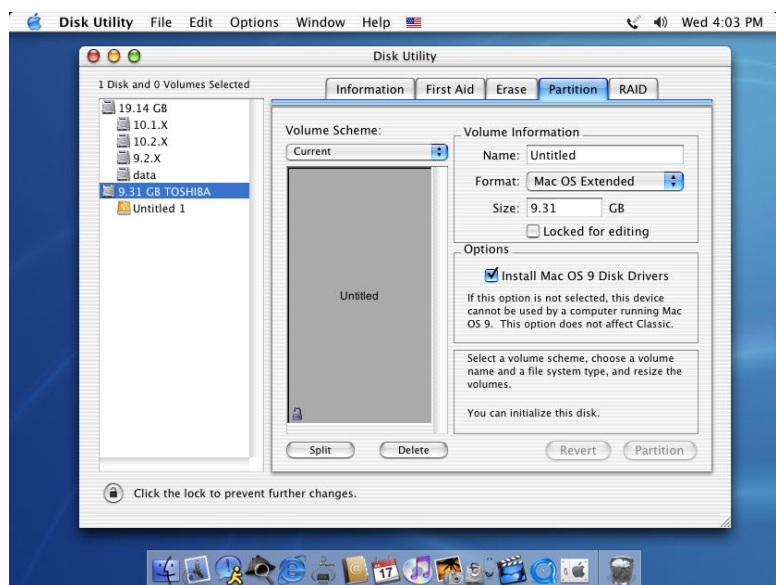 Disk Utility File Edit Options Window Help Wed 4:03 PM
Disk Utility
1 Disk and 0 Volumes Selected
19.14 GB
10.1.X
10.2.X
9.2.X
data
9.31 GB TOSHIBA
Untitled 1
Information First Aid Erase Partition RAID
Volume Scheme:
Current
Untitled
Split Delete
Volume Information
Name: Untitled
Format: Mac OS Extended
Size: 9.31 GB
Locked for editing
Options
Install Mac OS 9 Disk Drivers
If this option is not selected, this device
cannot be used by a computer running Mac
OS 9. This option does not affect Classic.
Select a volume scheme, choose a volume
name and a file system type, and resize the
volumes.
You can initialize this disk.
Revert Partition
Click the lock to prevent further changes.
17